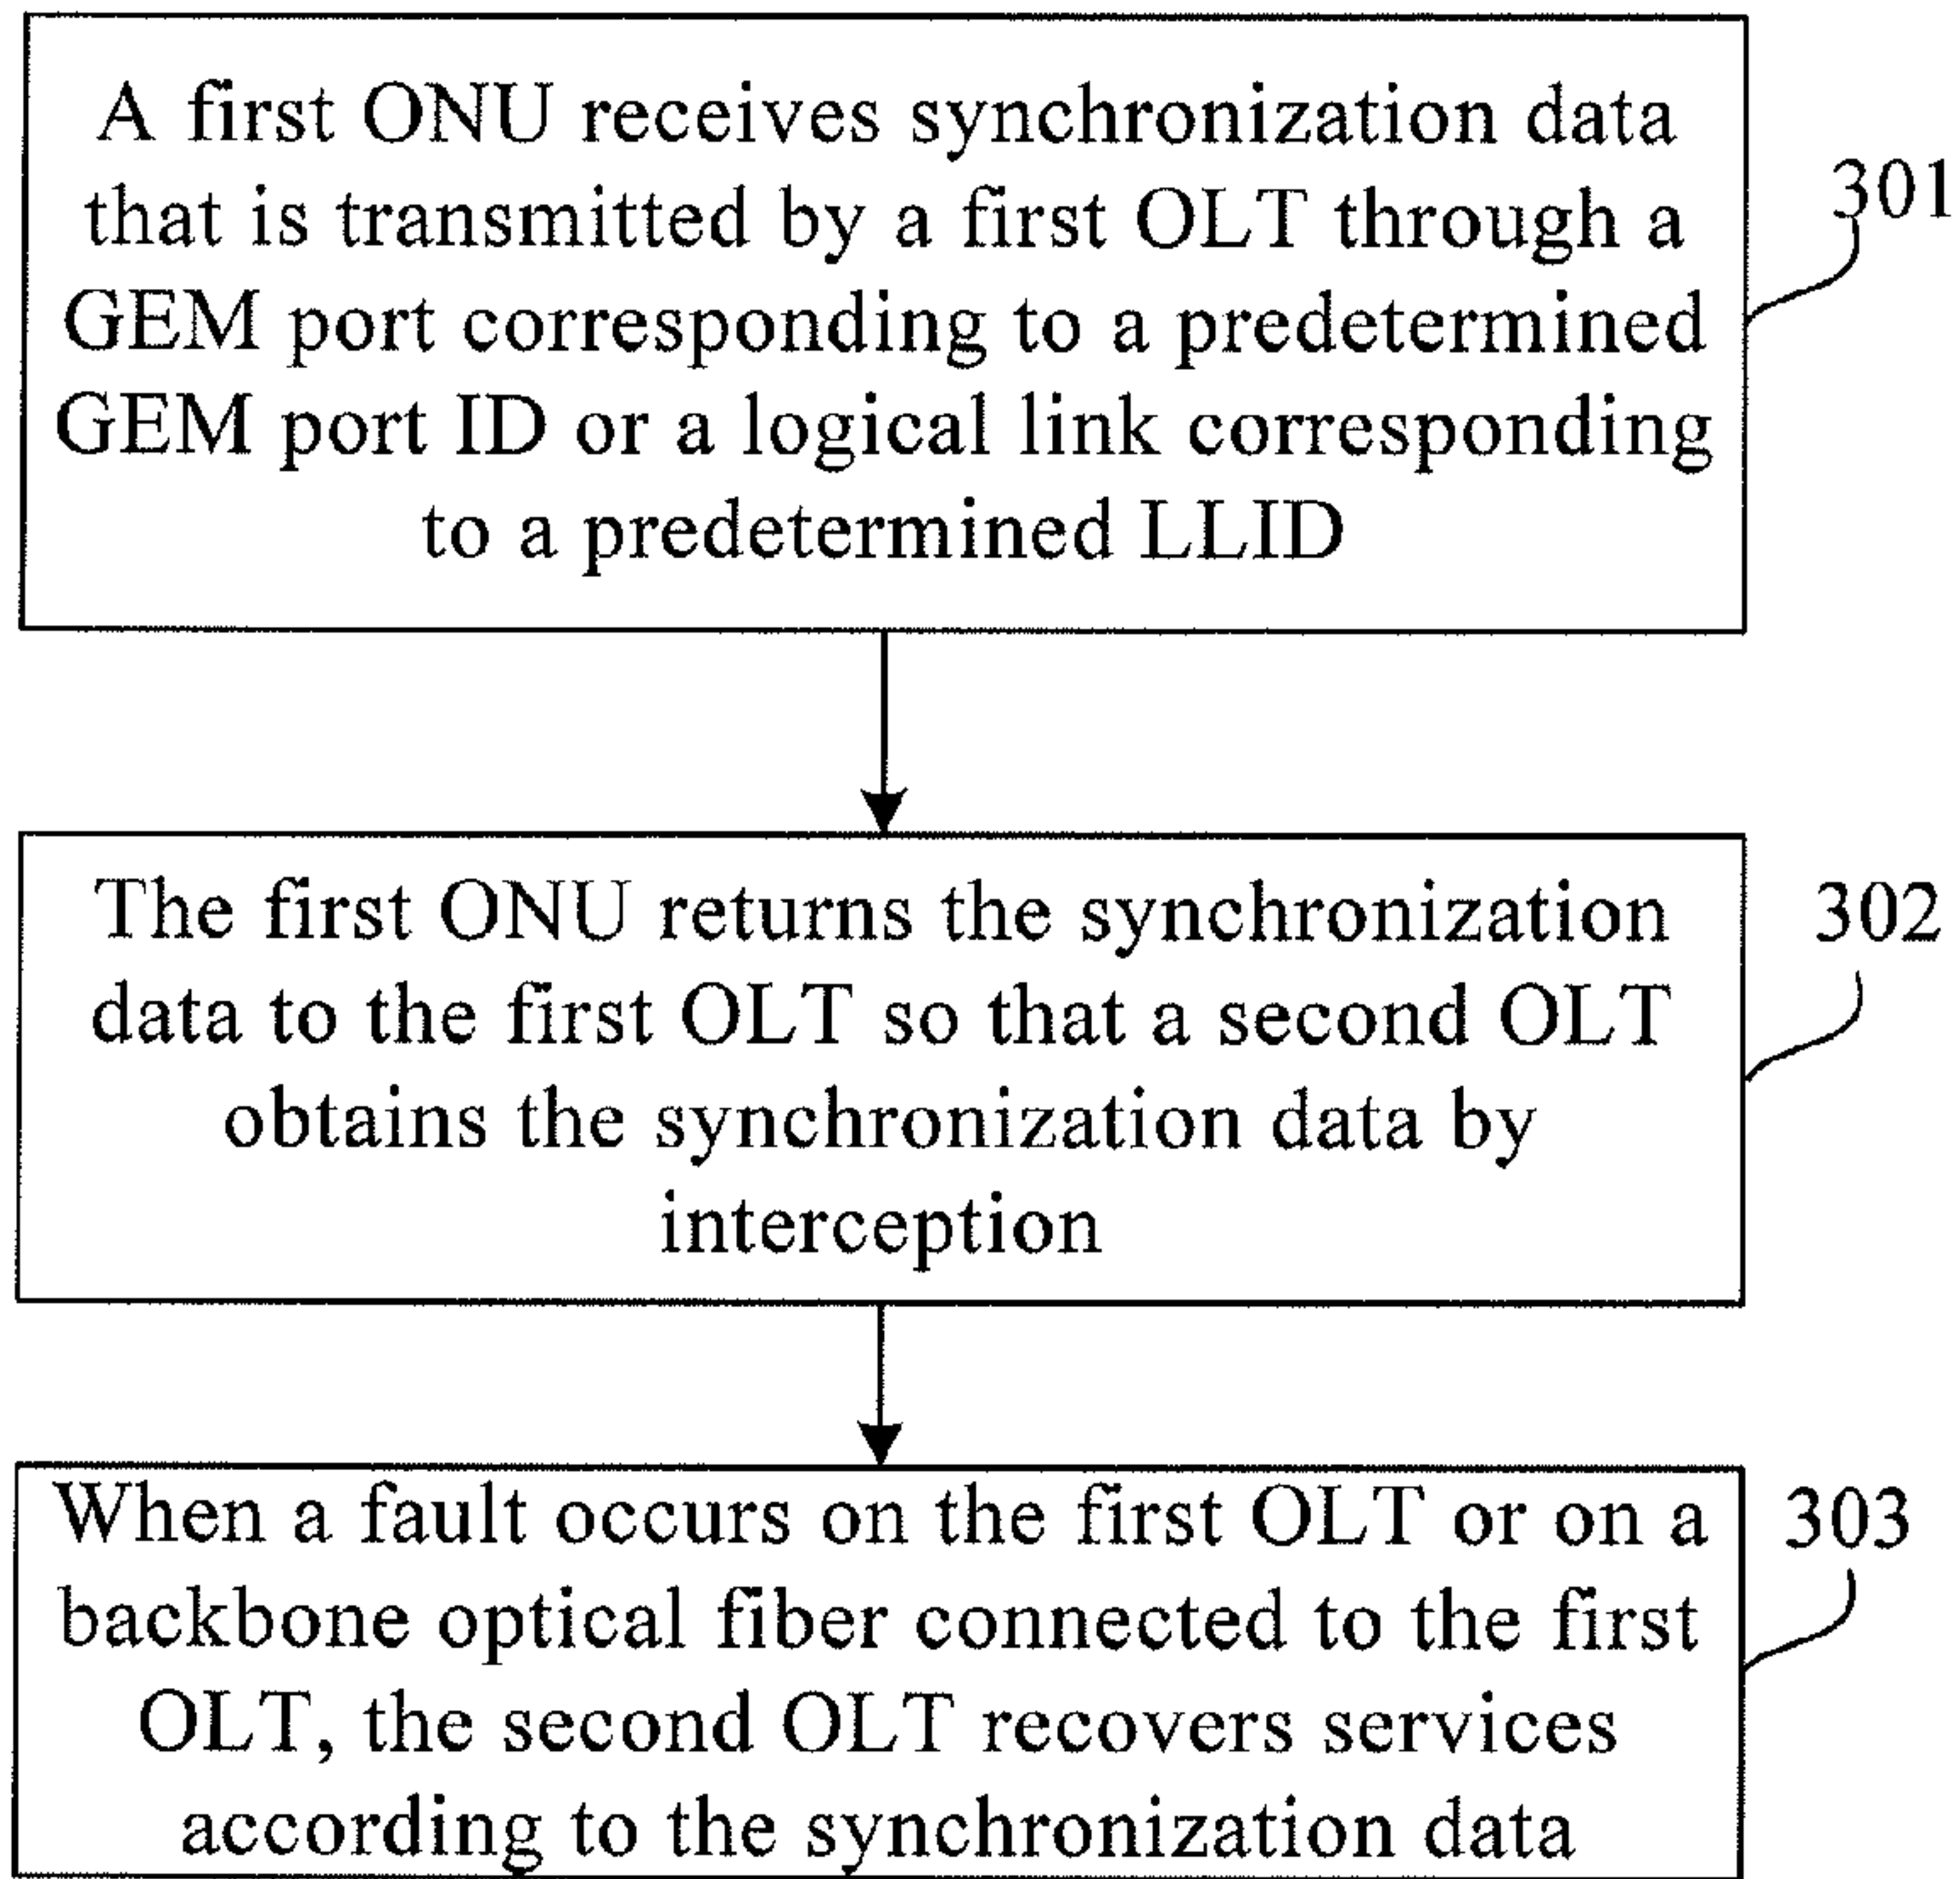 A first ONU receives synchronization data
that is transmitted by a first OLT through a
GEM port corresponding to a predetermined
GEM port ID or a logical link corresponding
to a predetermined LLID
301
The first ONU returns the synchronization
data to the first OLT so that a second OLT
obtains the synchronization data by
interception
302
When a fault occurs on the first OLT or on a
backbone optical fiber connected to the first
OLT, the second OLT recovers services
according to the synchronization data
303